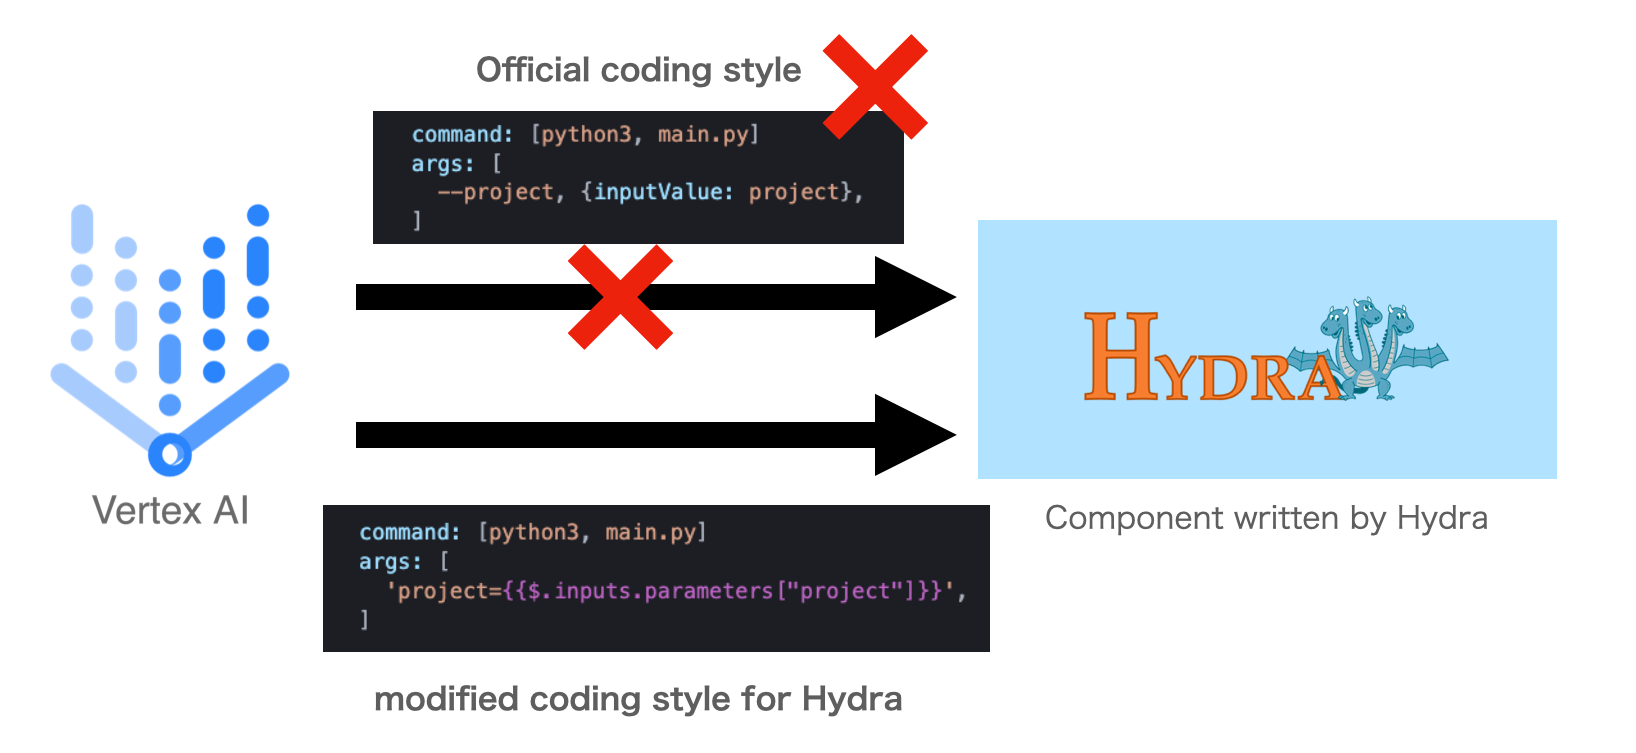 Official coding style
command: [python3, main.py]
args: [
--project, {inputValue: project},
]
Vertex AI
HYDRA
Component written by Hydra
command: [python3, main.py]
args: [
'project={{$.inputs.parameters["project"]}}',
]
modified coding style for Hydra